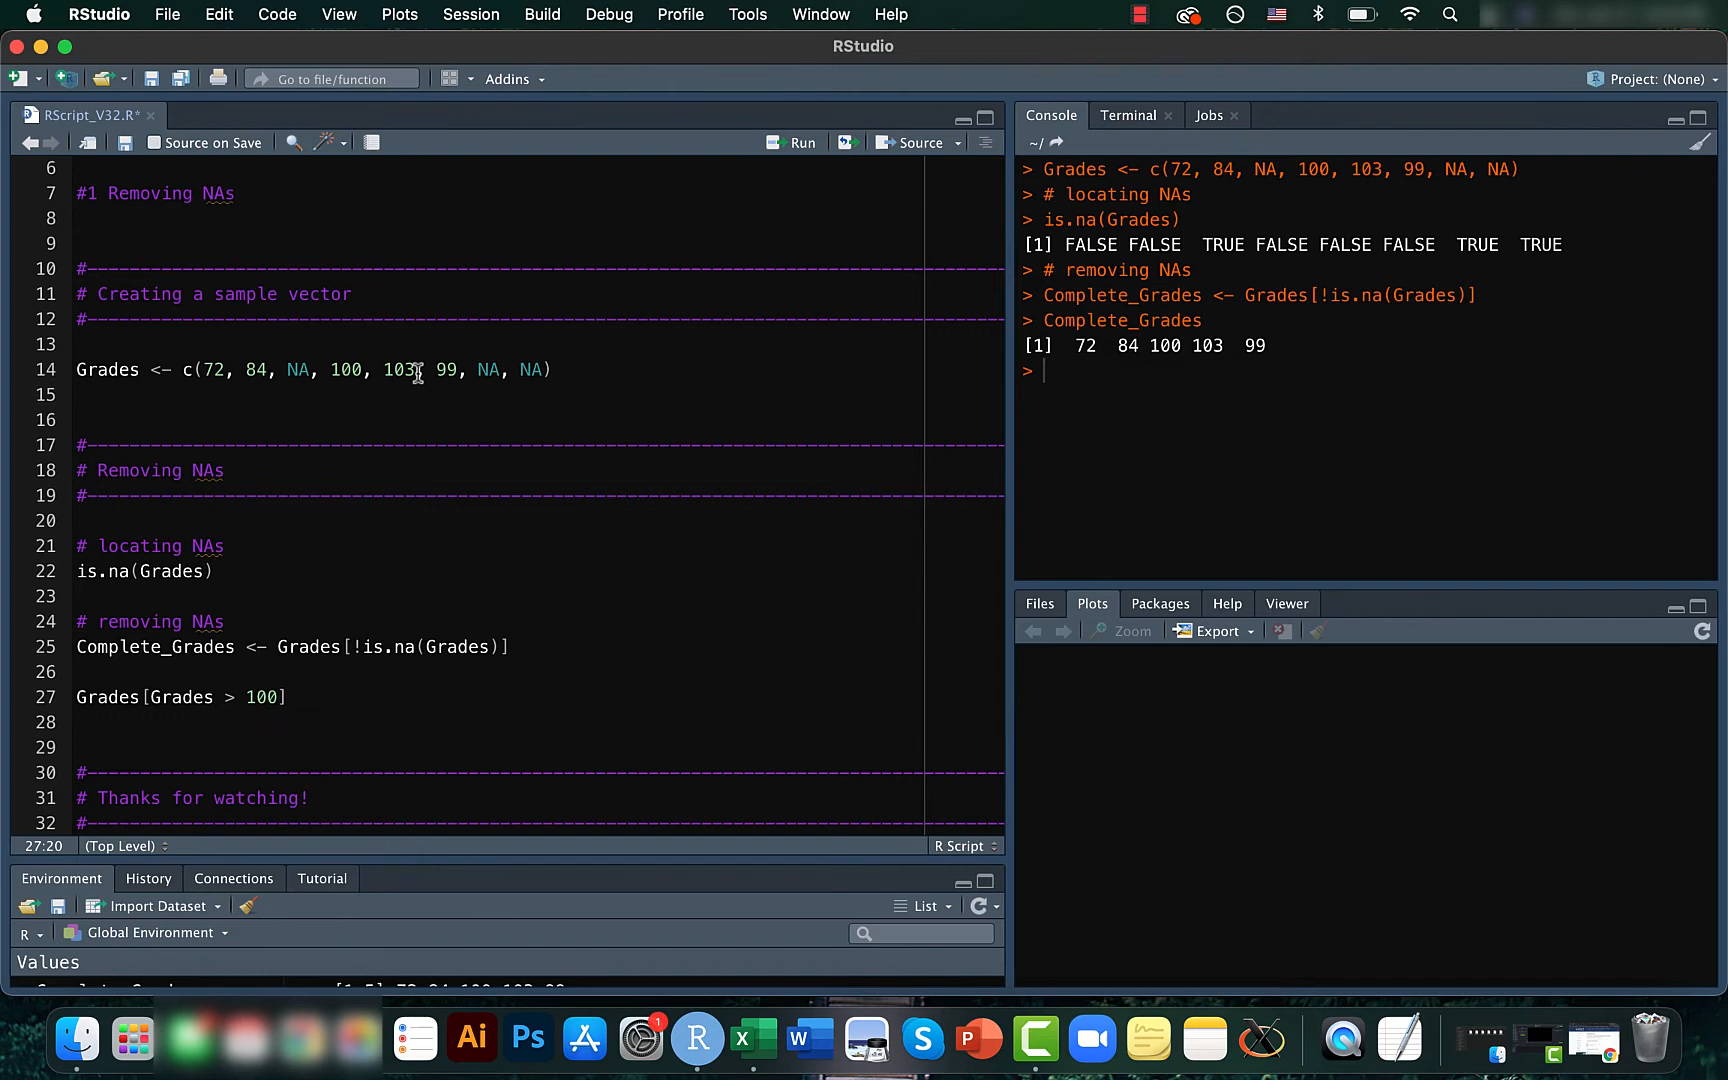 RStudio File Edit Code View Plots Session Build Debug Profile Tools Window Help
RStudio
Go to file/function Addins Project: (None)
RScript_V32.R*
Source on Save Run Source
6
7 #1 Removing NAs
8
9
10 #------------------------------------------------------------
11 # Creating a sample vector
12 #------------------------------------------------------------
13
14 Grades <- c(72, 84, NA, 100, 103, 99, NA, NA)
15
16
17 #------------------------------------------------------------
18 # Removing NAs
19 #------------------------------------------------------------
20
21 # locating NAs
22 is.na(Grades)
23
24 # removing NAs
25 Complete_Grades <- Grades[!is.na(Grades)]
26
27 Grades[Grades > 100]
28
29
30 #------------------------------------------------------------
31 # Thanks for watching!
32 #------------------------------------------------------------
27:20 (Top Level) R Script
Console Terminal Jobs
~/
> Grades <- c(72, 84, NA, 100, 103, 99, NA, NA)
> # locating NAs
> is.na(Grades)
[1] FALSE FALSE  TRUE FALSE FALSE FALSE  TRUE  TRUE
> # removing NAs
> Complete_Grades <- Grades[!is.na(Grades)]
> Complete_Grades
[1]  72  84 100 103  99
>
Environment History Connections Tutorial
Import Dataset List
R Global Environment
Values
Files Plots Packages Help Viewer
Zoom Export
Ai Ps 1 R X W S P C